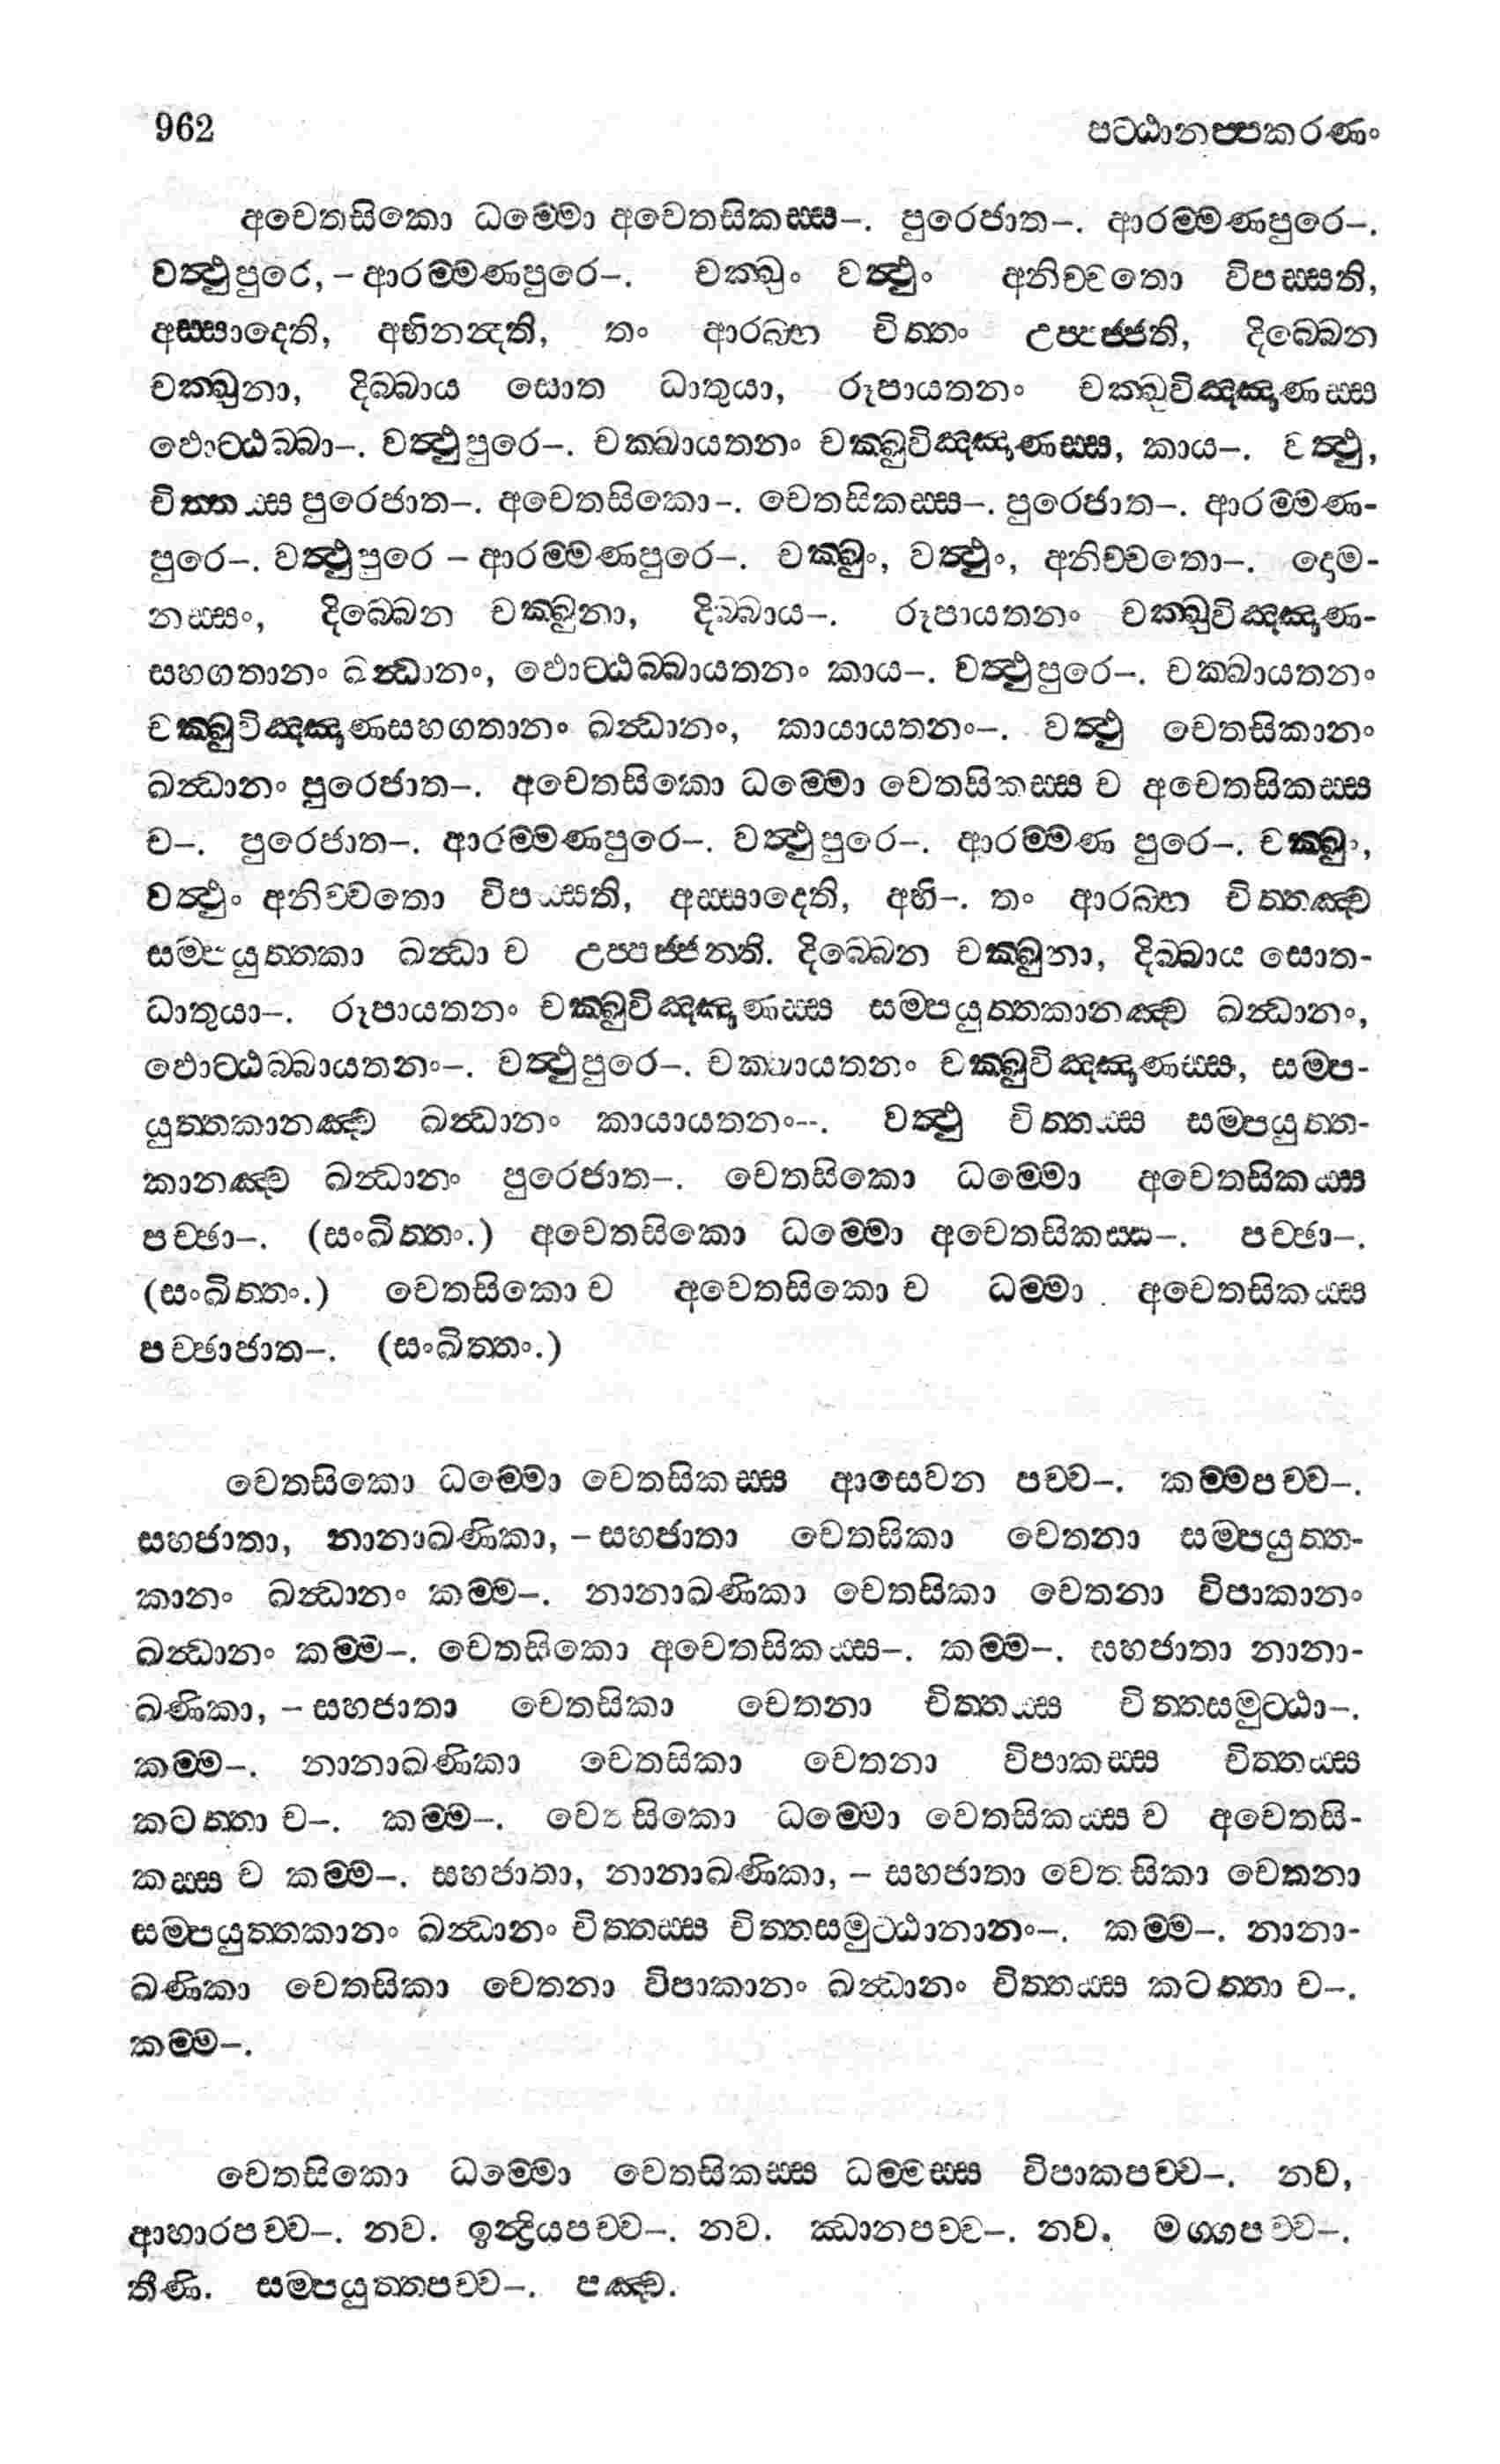 962 පට්ඨානප්පකරණං
අචෙතසිකො ධම්මො අචෙතසිකස්ස–. පුරෙජාත–. ආරම්මණපුරෙ–.
වත්ථුපුරෙ, – ආරම්මණපුරෙ–. චක්ඛුං වත්ථුං අනිච්චතො විපස්සති,
අස්සාදෙති, අභිනන්දති, තං ආරබ්භ චිත්තං උප්පජ්ජති, දිබ්බෙන
චක්ඛුනා, දිබ්බාය සොත ධාතුයා, රූපායතනං චක්ඛුවිඤ්ඤාණස්ස
ඵොට්ඨබ්බා–. වත්ථුපුරෙ–. චක්ඛායතනං චක්ඛුවිඤ්ඤාණස්ස, කාය–. වත්ථු,
චිත්තස්ස පුරෙජාත–. අචෙතසිකො–. චෙතසිකස්ස–. පුරෙජාත–. ආරම්මණ-
පුරෙ–. වත්ථුපුරෙ – ආරම්මණපුරෙ–. චක්ඛුං, වත්ථුං, අනිච්චතො–. දොම-
නස්සං, දිබ්බෙන චක්ඛුනා, දිබ්බාය–. රූපායතනං චක්ඛුවිඤ්ඤාණ-
සහගතානං ඛන්ධානං, ඵොට්ඨබ්බායතනං කාය–. වත්ථුපුරෙ–. චක්ඛායතනං
චක්ඛුවිඤ්ඤාණසහගතානං ඛන්ධානං, කායායතනං–. වත්ථු චෙතසිකානං
ඛන්ධානං පුරෙජාත–. අචෙතසිකො ධම්මො චෙතසිකස්ස ච අචෙතසිකස්ස
ච–. පුරෙජාත–. ආරම්මණපුරෙ–. වත්ථුපුරෙ–. ආරම්මණ පුරෙ–. චක්ඛුං,
වත්ථුං අනිච්චතො විපස්සති, අස්සාදෙති, අභි–. තං ආරබ්භ චිත්තඤ්ච
සම්පයුත්තකා ඛන්ධා ච උප්පජ්ජන්ති. දිබ්බෙන චක්ඛුනා, දිබ්බාය සොත-
ධාතුයා–. රූපායතනං චක්ඛුවිඤ්ඤාණස්ස සම්පයුත්තකානඤ්ච ඛන්ධානං,
ඵොට්ඨබ්බායතනං–. වත්ථුපුරෙ–. චක්ඛායතනං චක්ඛුවිඤ්ඤාණස්ස, සම්ප-
යුත්තකානඤ්ච ඛන්ධානං කායායතනං--. වත්ථු චිත්තස්ස සම්පයුත්ත-
කානඤ්ච ඛන්ධානං පුරෙජාත–. චෙතසිකො ධම්මො අචෙතසිකස්ස
පච්ඡා–. (සංඛිත්තං.) අචෙතසිකො ධම්මො අචෙතසිකස්ස–. පච්ඡා–.
(සංඛිත්තං.) චෙතසිකො ච අචෙතසිකො ච ධම්මා අචෙතසිකස්ස
පච්ඡාජාත–. (සංඛිත්තං.)
චෙතසිකො ධම්මො චෙතසිකස්ස ආසෙවන පච්ච–. කම්මපච්ච–.
සහජාතා, නානාඛණිකා, – සහජාතා චෙතසිකා චෙතනා සම්පයුත්ත-
කානං ඛන්ධානං කම්ම–. නානාඛණිකා චෙතසිකා චෙතනා විපාකානං
ඛන්ධානං කම්ම–. චෙතසිකො අචෙතසිකස්ස–. කම්ම–. සහජාතා නානා-
ඛණිකා, – සහජාතා චෙතසිකා චෙතනා චිත්තස්ස චිත්තසමුට්ඨා–.
කම්ම–. නානාඛණිකා චෙතසිකා චෙතනා විපාකස්ස චිත්තස්ස
කටත්තා ච–. කම්ම–. චෙතසිකො ධම්මො චෙතසිකස්ස ච අචෙතසි-
කස්ස ච කම්ම–. සහජාතා, නානාඛණිකා, – සහජාතා චෙතසිකා චෙතනා
සම්පයුත්තකානං ඛන්ධානං චිත්තස්ස චිත්තසමුට්ඨානානං–. කම්ම–. නානා-
ඛණිකා චෙතසිකා චෙතනා විපාකානං ඛන්ධානං චිත්තස්ස කටත්තා ච–.
කම්ම–.
චෙතසිකො ධම්මො චෙතසිකස්ස ධම්මස්ස විපාකපච්ච–. නව,
ආහාරපච්ච–. නව. ඉන්ද්‍රියපච්ච–. නව. ඣානපච්ච–. නව. මග්ගපච්ච–.
තීණි. සම්පයුත්තපච්ච–. පඤ්ච.